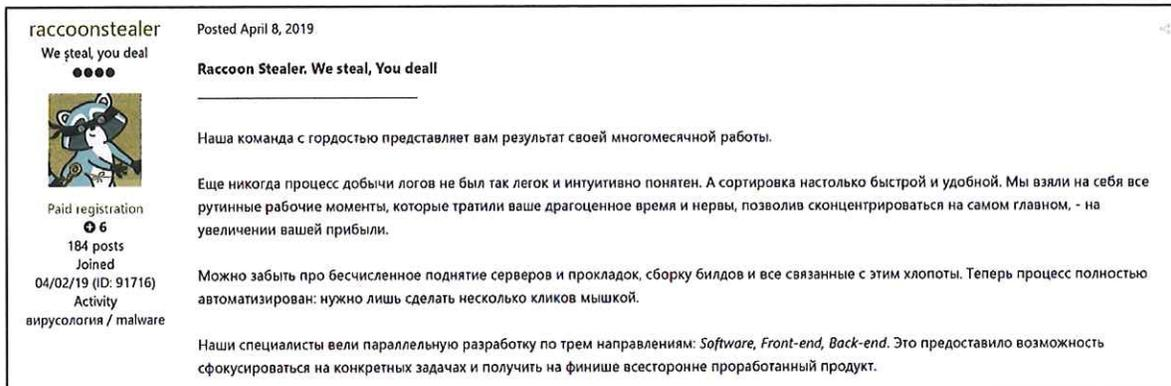 raccoonstealer
We steal, you deal
Paid registration
6
184 posts
Joined
04/02/19 (ID: 91716)
Activity
вирусология / malware
Posted April 8, 2019
Raccoon Stealer. We steal, You deal!
Наша команда с гордостью представляет вам результат своей многомесячной работы.
Еще никогда процесс добычи логов не был так легок и интуитивно понятен. А сортировка настолько быстрой и удобной. Мы взяли на себя все
рутинные рабочие моменты, которые тратили ваше драгоценное время и нервы, позволив сконцентрироваться на самом главном, - на
увеличении вашей прибыли.
Можно забыть про бесчисленное поднятие серверов и прокладок, сборку билдов и все связанные с этим хлопоты. Теперь процесс полностью
автоматизирован: нужно лишь сделать несколько кликов мышкой.
Наши специалисты вели параллельную разработку по трем направлениям: Software, Front-end, Back-end. Это предоставило возможность
сфокусироваться на конкретных задачах и получить на финише всесторонне проработанный продукт.